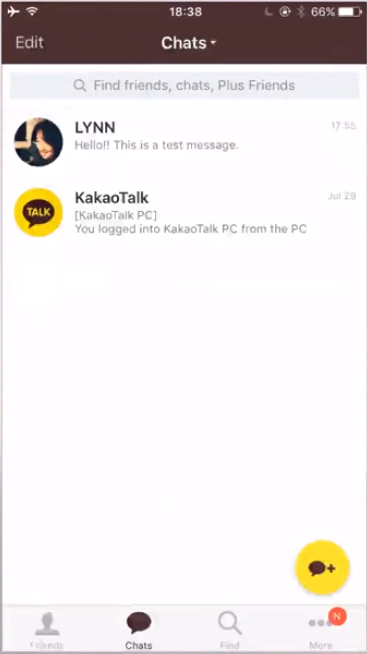 18:38
66%
Edit
Chats
Find friends, chats, Plus Friends
LYNN
17:55
Hello!! This is a test message.
TALK
KakaoTalk
Jul 29
[KakaoTalk PC]
You logged into KakaoTalk PC from the PC
N
Friends
Chats
Find
More